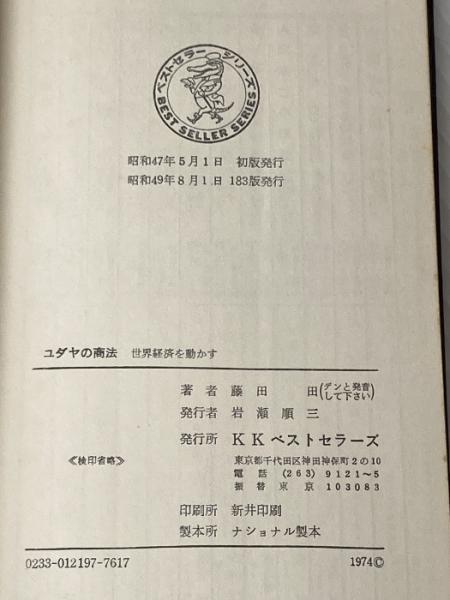 ベストセラーシリーズ
BEST SELLER SERIES
昭和47年5月1日 初版発行
昭和49年8月1日 183版発行
ユダヤの商法 世界経済を動かす
著者 藤田 田(デンと発音して下さい)
発行者 岩瀬順三
発行所 KKベストセラーズ
≪検印省略≫
東京都千代田区神田神保町2の10
電話 (263) 9121〜5
振替 東京 103083
印刷所 新井印刷
製本所 ナショナル製本
0233-012197-7617
1974©